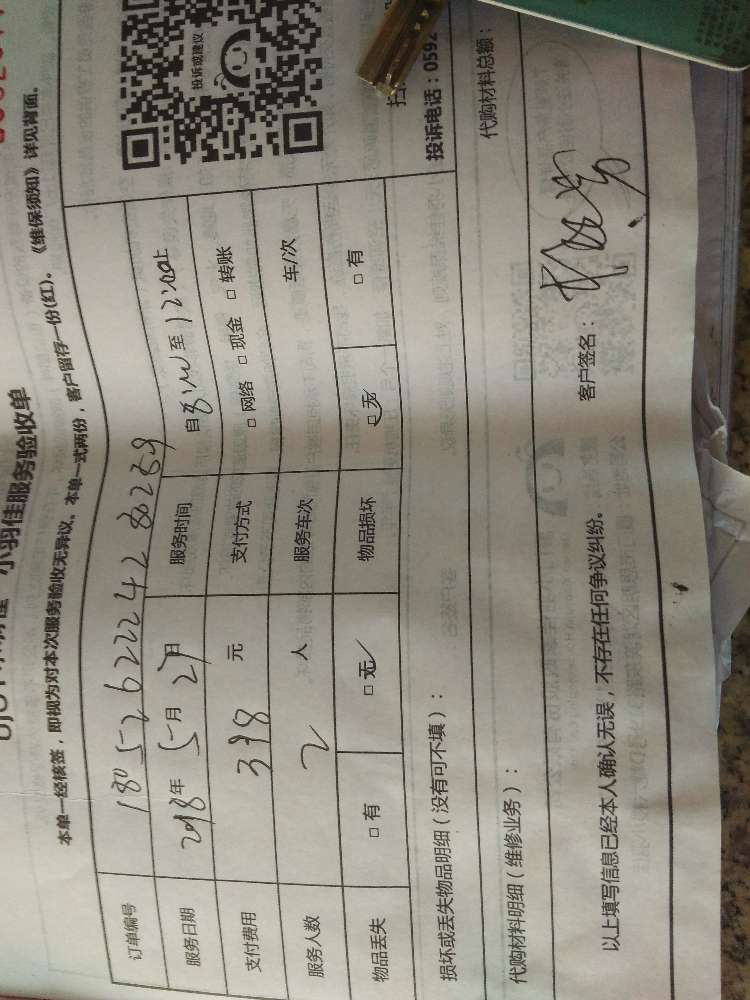 小羽佳服务验收单
本单一经核签，即视为对本次服务验收无异议。本单一式两份，客户留存一份(红)。《维保须知》详见背面。
订单编号 180526222428 0289
服务日期 2018年5月27日 服务时间 自 至12:00止
支付费用 398元 支付方式 □ 网络 □ 现金 □ 转账
服务人数 2人 服务车次 车/次
物品丢失 □ 有 □ 无 物品损坏 □ 无 □ 有
损坏或丢失物品明细（没有可不填）：
代购材料明细（维修业务）： 代购材料总额：
以上填写信息已经本人确认无误，不存在任何争议纠纷。 客户签名：
投诉或建议
投诉电话：0592